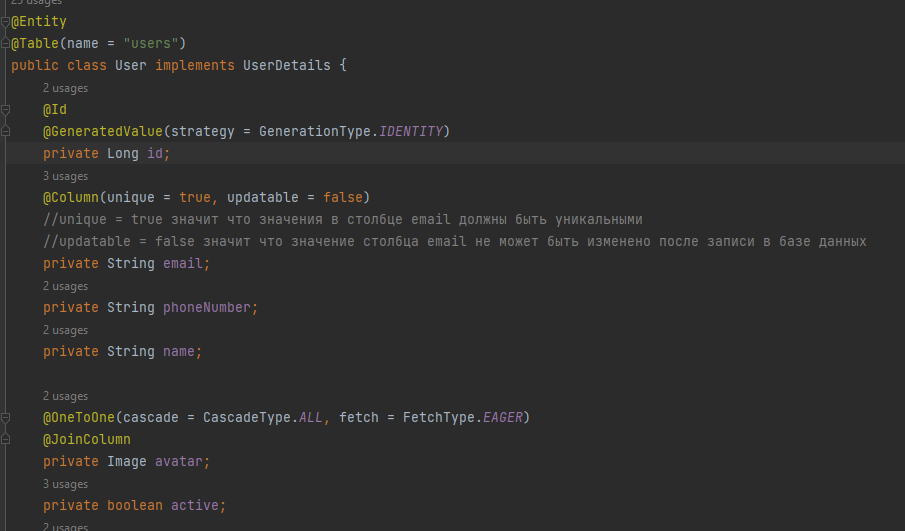 25 usages
@Entity
@Table(name = "users")
public class User implements UserDetails {
2 usages
@Id
@GeneratedValue(strategy = GenerationType.IDENTITY)
private Long id;
3 usages
@Column(unique = true, updatable = false)
//unique = true значит что значения в столбце email должны быть уникальными
//updatable = false значит что значение столбца email не может быть изменено после записи в базе данных
private String email;
2 usages
private String phoneNumber;
2 usages
private String name;
2 usages
@OneToOne(cascade = CascadeType.ALL, fetch = FetchType.EAGER)
@JoinColumn
private Image avatar;
3 usages
private boolean active;
2 usages